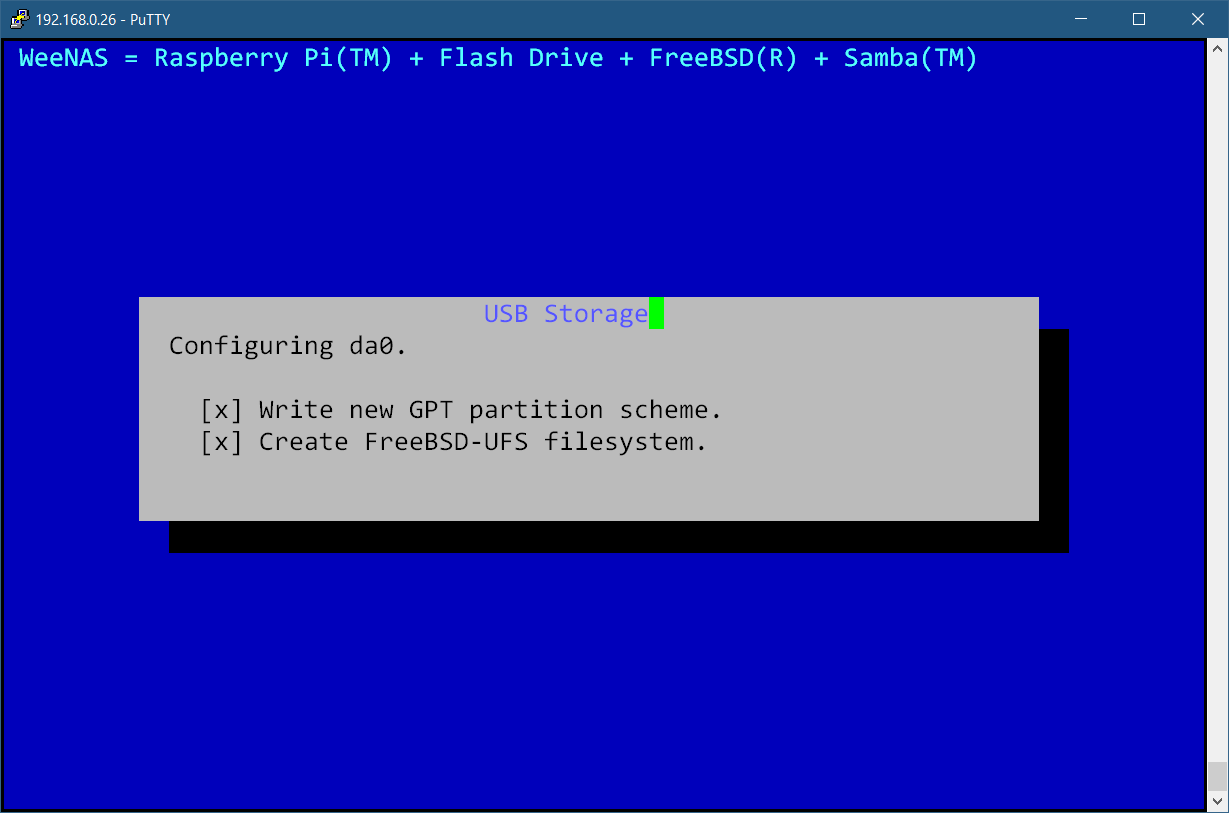 192.168.0.26 - PuTTY
WeeNAS = Raspberry Pi(TM) + Flash Drive + FreeBSD(R) + Samba(TM)
USB Storage
Configuring da0.
[x] Write new GPT partition scheme.
[x] Create FreeBSD-UFS filesystem.